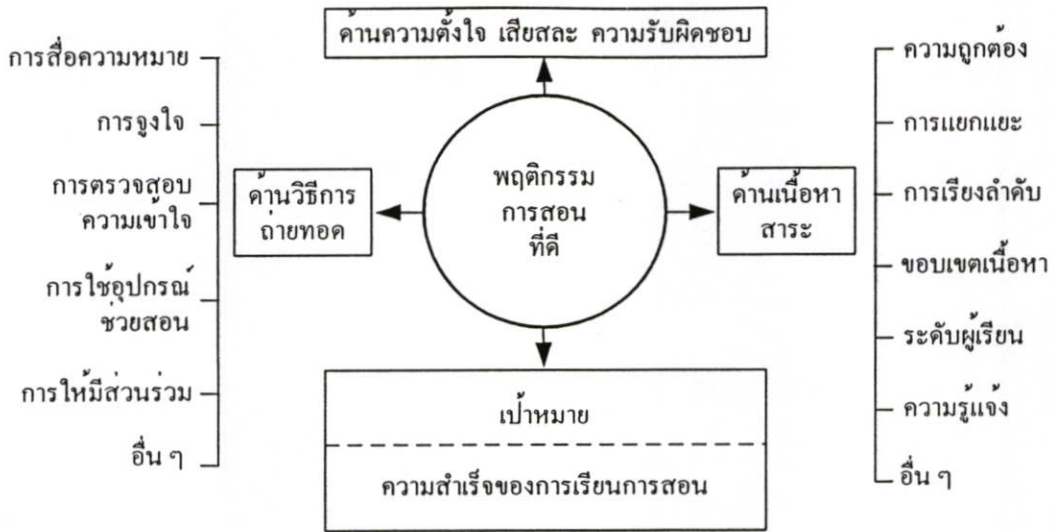 ด้านความตั้งใจ เสียสละ ความรับผิดชอบ
การสื่อความหมาย
การจูงใจ
การตรวจสอบ
ความเข้าใจ
การใช้อุปกรณ์
ช่วยสอน
การให้มีส่วนร่วม
อื่น ๆ
ด้านวิธีการ
ถ่ายทอด
พฤติกรรม
การสอน
ที่ดี
ด้านเนื้อหา
สาระ
ความถูกต้อง
การแยกแยะ
การเรียงลำดับ
ขอบเขตเนื้อหา
ระดับผู้เรียน
ความรู้แจ้ง
อื่น ๆ
เป้าหมาย
ความสำเร็จของการเรียนการสอน